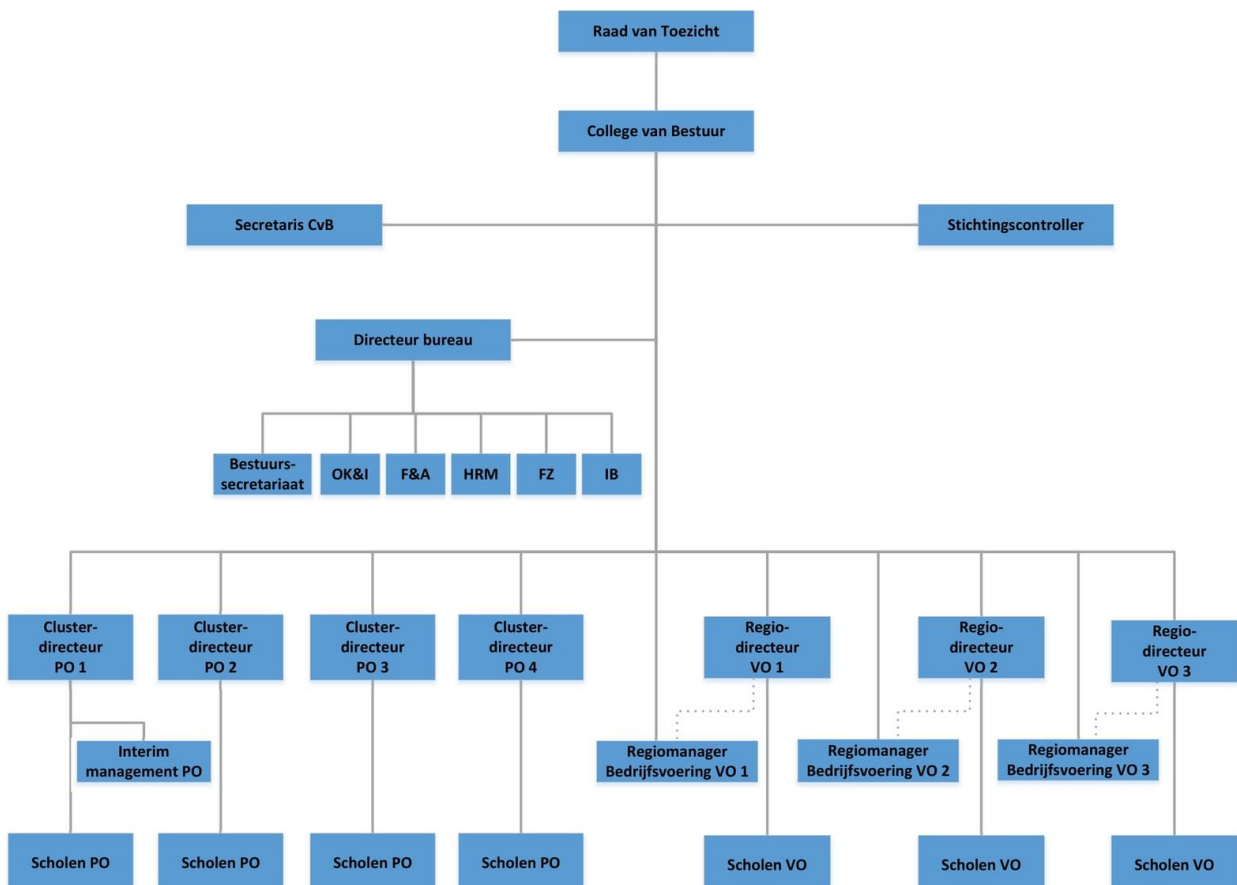 Raad van Toezicht
College van Bestuur
Secretaris CvB
Stichtingscontroller
Directeur bureau
Bestuurs-
secretariaat
OK&I
F&A
HRM
FZ
IB
Cluster-
directeur
PO 1
Cluster-
directeur
PO 2
Cluster-
directeur
PO 3
Cluster-
directeur
PO 4
Regio-
directeur
VO 1
Regio-
directeur
VO 2
Regio-
directeur
VO 3
Interim
management PO
Regiomanager
Bedrijfsvoering VO 1
Regiomanager
Bedrijfsvoering VO 2
Regiomanager
Bedrijfsvoering VO 3
Scholen PO
Scholen PO
Scholen PO
Scholen PO
Scholen VO
Scholen VO
Scholen VO